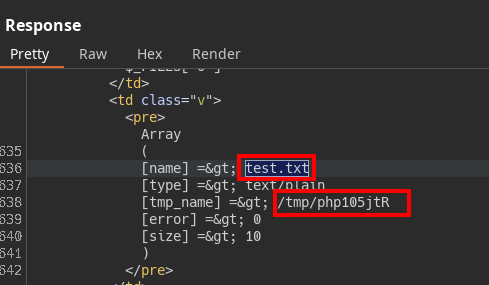 Response
Pretty Raw Hex Render
</td>
<td class="v">
<pre>
Array
635 (
636 [name] =&gt; test.txt
637 [type] =&gt; text/plain
638 [tmp_name] =&gt; /tmp/php105jtR
639 [error] =&gt; 0
640 [size] =&gt; 10
641 )
642 </pre>